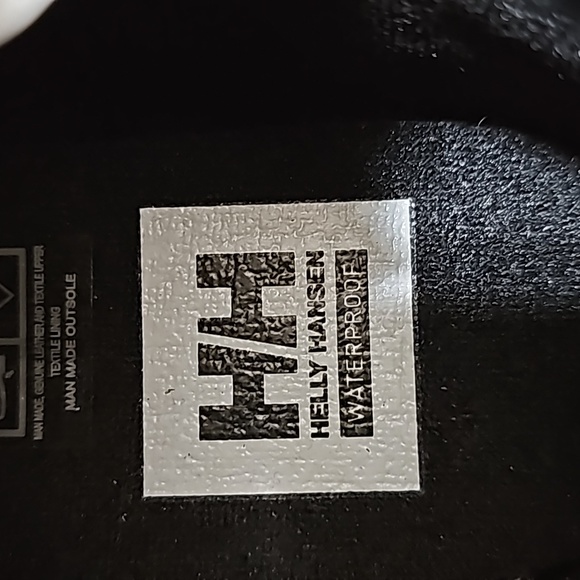 MAN MADE, GENUINE LEATHER AND TEXTILE UPPER
TEXTILE LINING
MAN MADE OUTSOLE
HH
HELLY HANSEN
WATERPROOF